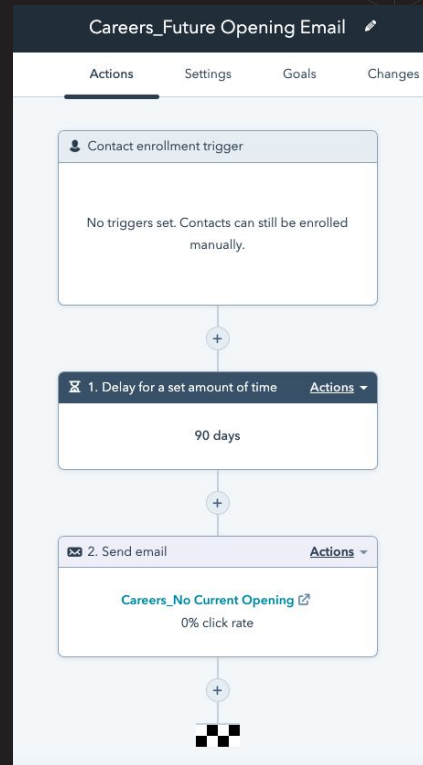 Careers_Future Opening Email
Actions Settings Goals Changes
Contact enrollment trigger
No triggers set. Contacts can still be enrolled
manually.
1. Delay for a set amount of time Actions
90 days
2. Send email Actions
Careers_No Current Opening
0% click rate